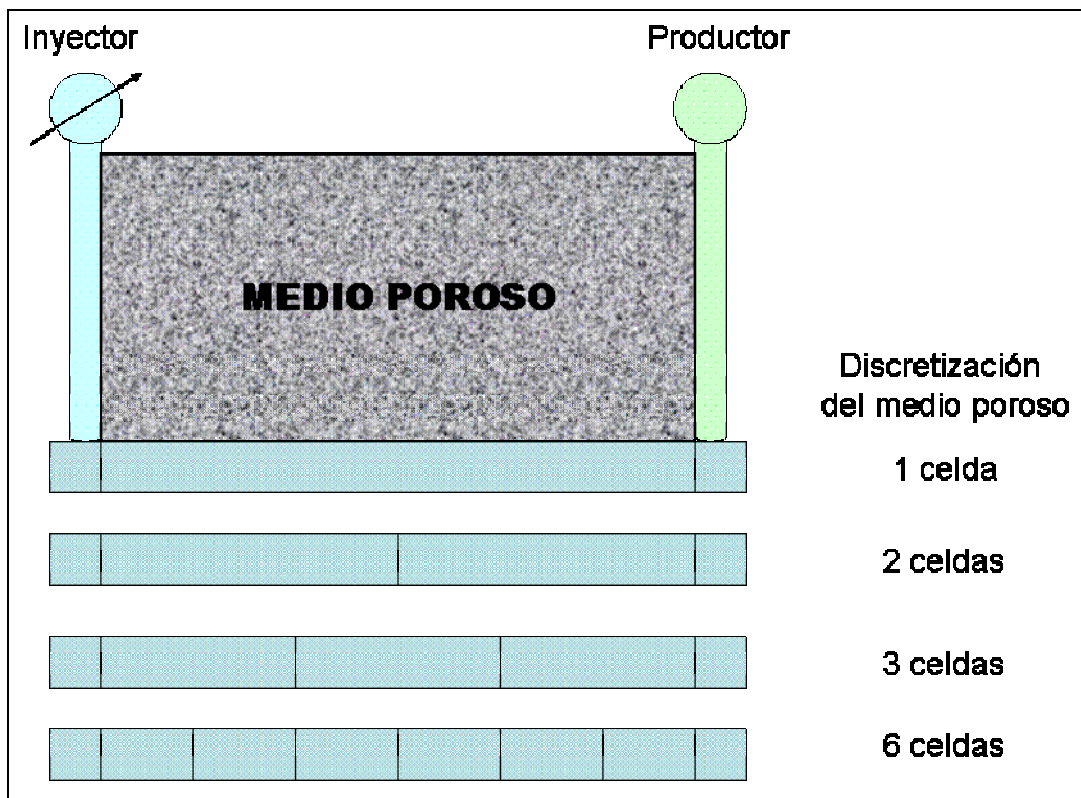 Inyector
Productor
MEDIO POROSO
Discretización
del medio poroso
1 celda
2 celdas
3 celdas
6 celdas